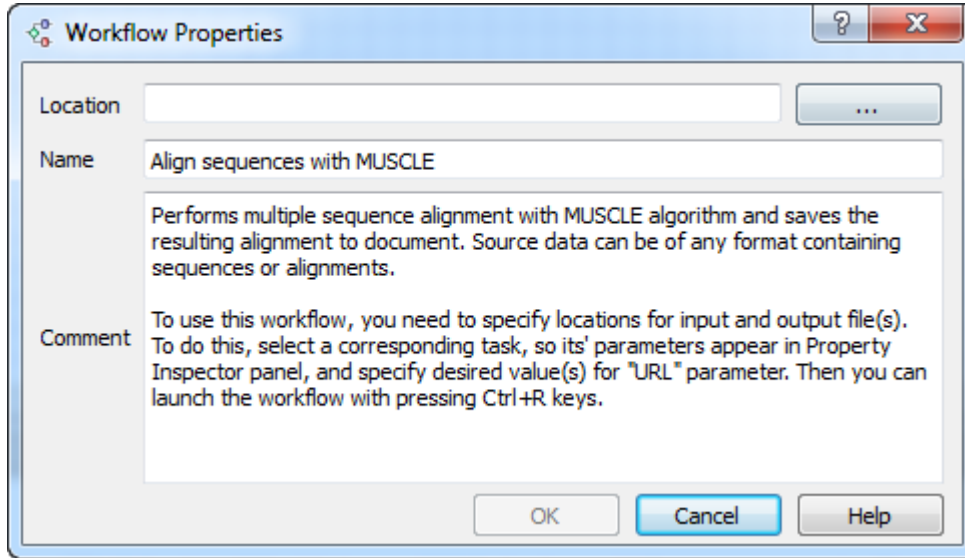 Workflow Properties
Location
...
Name
Align sequences with MUSCLE
Comment
Performs multiple sequence alignment with MUSCLE algorithm and saves the
resulting alignment to document. Source data can be of any format containing
sequences or alignments.
To use this workflow, you need to specify locations for input and output file(s).
To do this, select a corresponding task, so its' parameters appear in Property
Inspector panel, and specify desired value(s) for "URL" parameter. Then you can
launch the workflow with pressing Ctrl+R keys.
OK
Cancel
Help